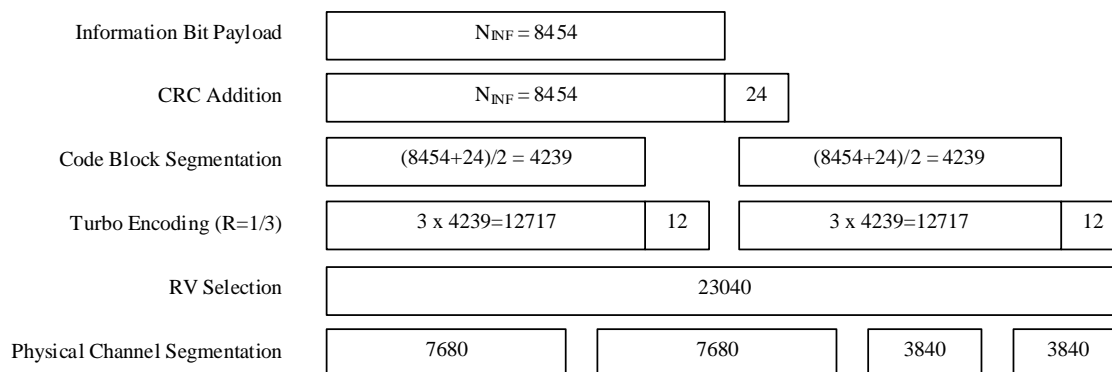 Information Bit Payload N_INF = 8454
CRC Addition N_INF = 8454 24
Code Block Segmentation (8454+24)/2 = 4239 (8454+24)/2 = 4239
Turbo Encoding (R=1/3) 3 x 4239=12717 12 3 x 4239=12717 12
RV Selection 23040
Physical Channel Segmentation 7680 7680 3840 3840